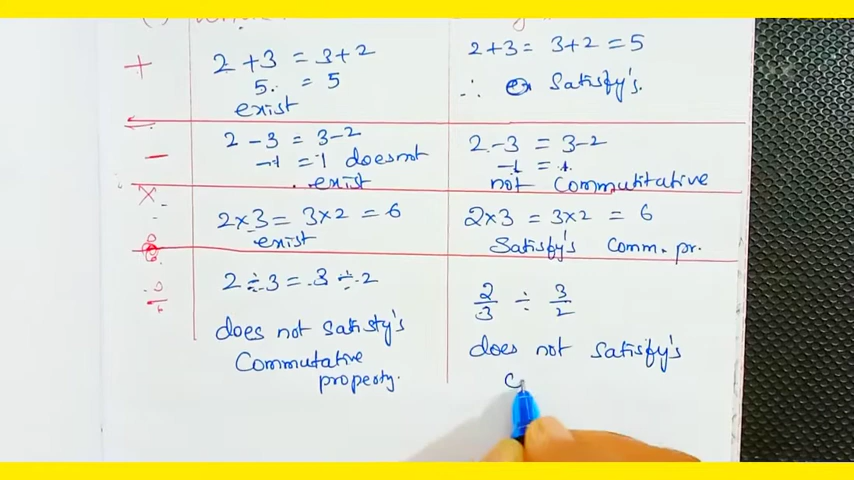 +
2 + 3 = 3 + 2
5. = 5
exist
2 + 3 = 3 + 2 = 5
∴ Satisfy's.
−
2 − 3 = 3 − 2
−1 = 1 doesnot
exist
2 − 3 = 3 − 2
−1 = 1.
not Commutitative
×
2 × 3 = 3 × 2 = 6
exist
2 × 3 = 3 × 2 = 6
Satisfy's Comm. pr.
÷
2 ÷ 3 = 3 ÷ 2
does not satisty's
Commutative
property.
2/3 ÷ 3/2
does not satisfy's
c